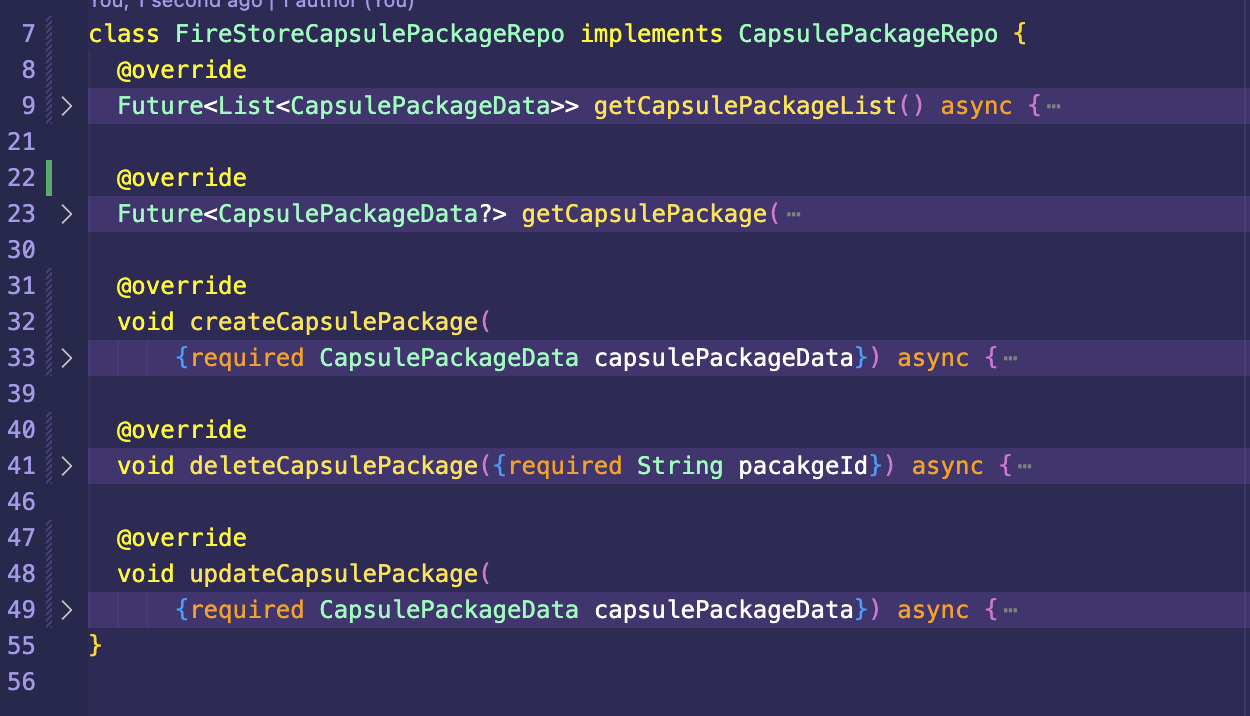 You, 1 second ago | 1 author (You)
7 class FireStoreCapsulePackageRepo implements CapsulePackageRepo {
8 @override
9 Future<List<CapsulePackageData>> getCapsulePackageList() async {…
21
22 @override
23 Future<CapsulePackageData?> getCapsulePackage(…
30
31 @override
32 void createCapsulePackage(
33 {required CapsulePackageData capsulePackageData}) async {…
39
40 @override
41 void deleteCapsulePackage({required String pacakgeId}) async {…
46
47 @override
48 void updateCapsulePackage(
49 {required CapsulePackageData capsulePackageData}) async {…
55 }
56